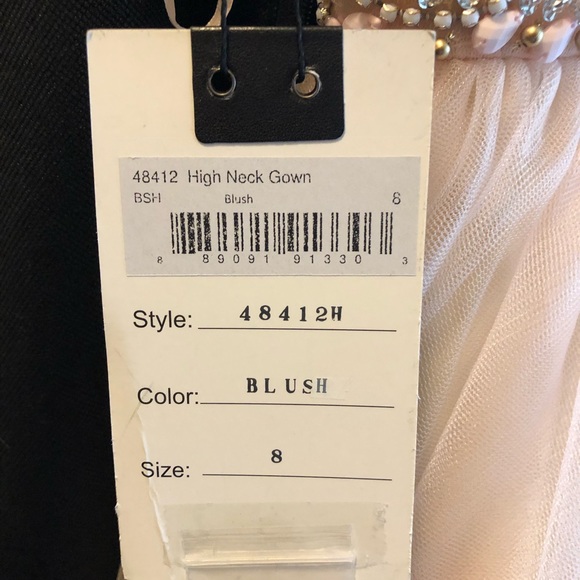 48412 High Neck Gown
BSH Blush 8
8 89091 91330 3
Style: 48412H
Color: BLUSH
Size: 8